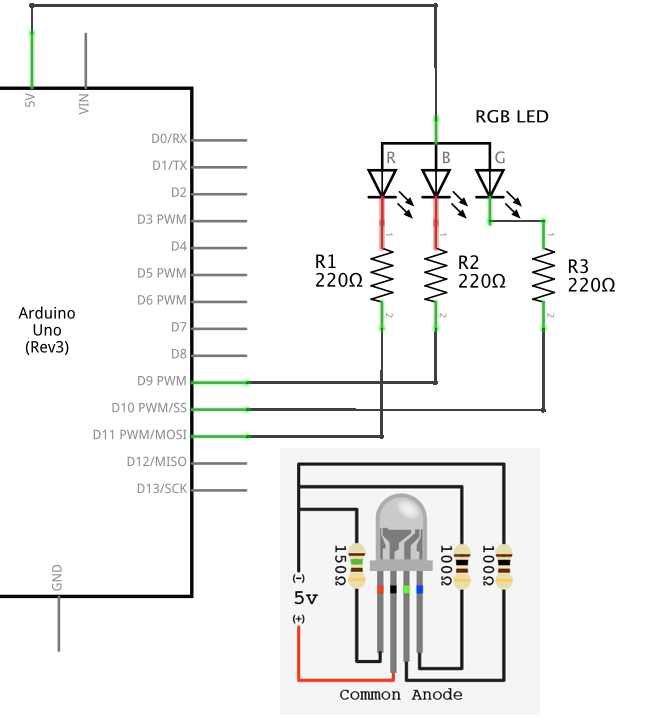 5V
VIN
RGB LED
R
B
G
D0/RX
D1/TX
D2
D3 PWM
D4
D5 PWM
D6 PWM
D7
D8
D9 PWM
D10 PWM/SS
D11 PWM/MOSI
D12/MISO
D13/SCK
Arduino
Uno
(Rev3)
GND
1
1
1
R1
220Ω
R2
220Ω
R3
220Ω
2
2
2
150Ω
100Ω
100Ω
(-)
5v
(+)
Common Anode